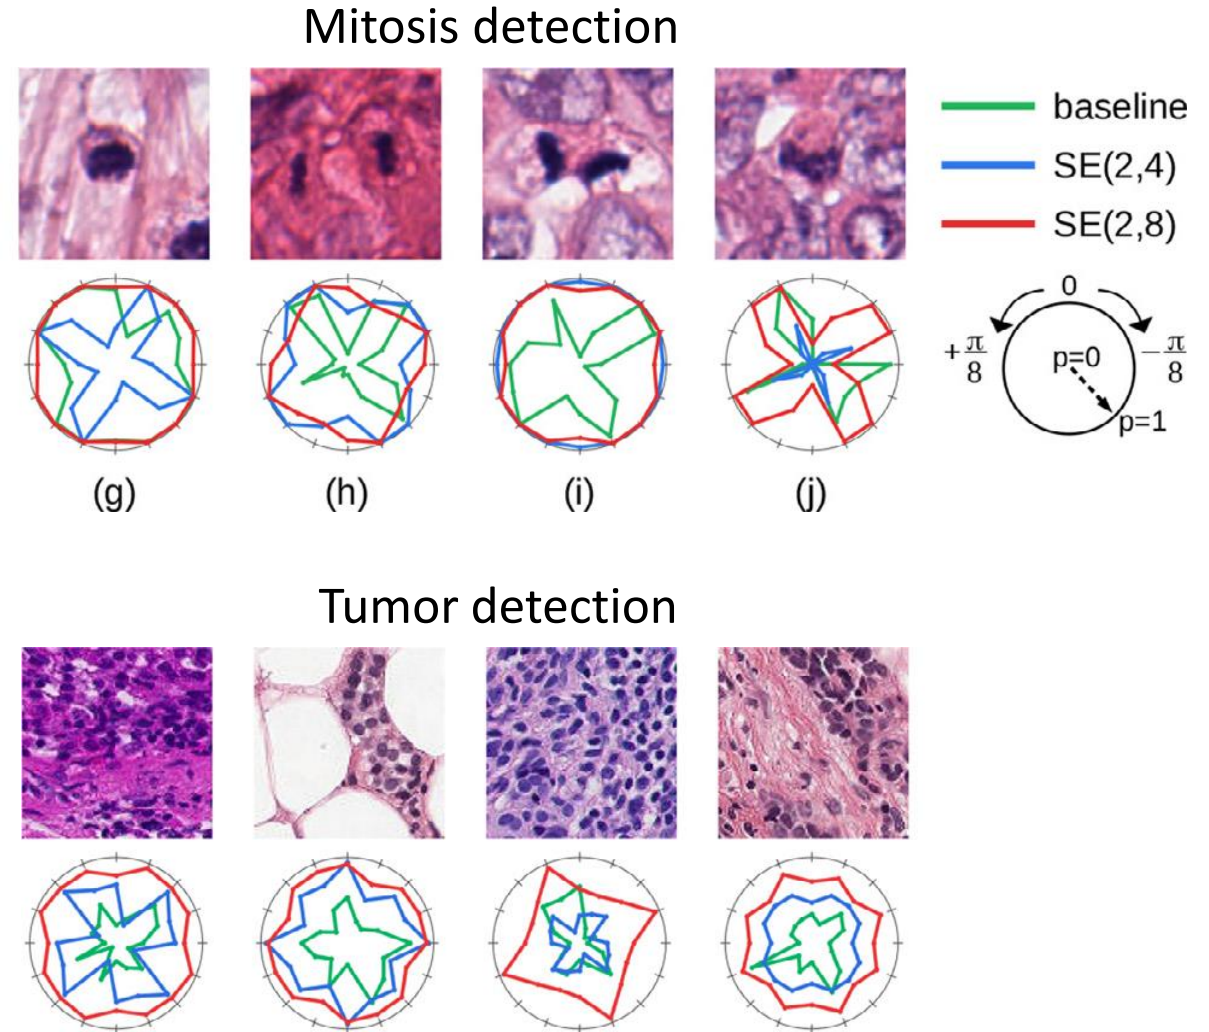 Mitosis detection
baseline
SE(2,4)
SE(2,8)
0
+π/8
−π/8
p=0
p=1
(g)
(h)
(i)
(j)
Tumor detection